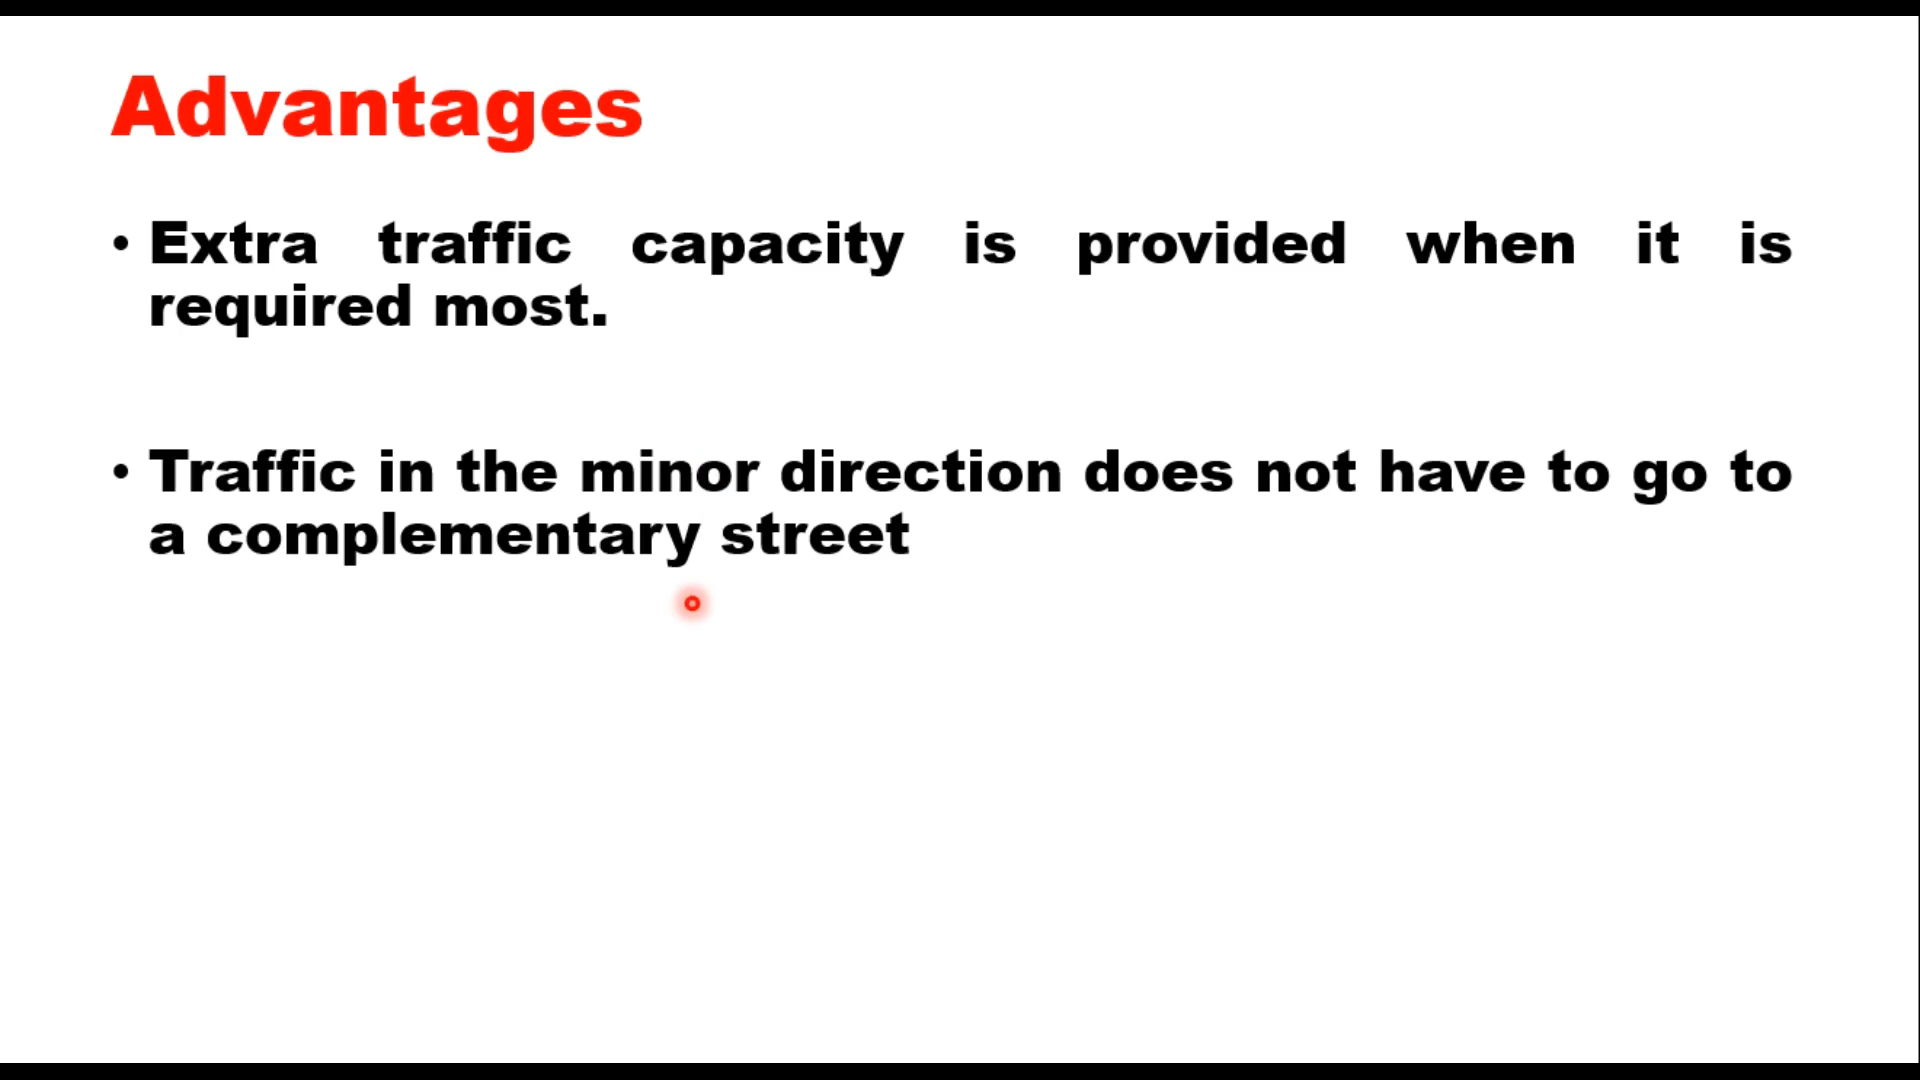 Advantages
• Extra traffic capacity is provided when it is
required most.
• Traffic in the minor direction does not have to go to
a complementary street